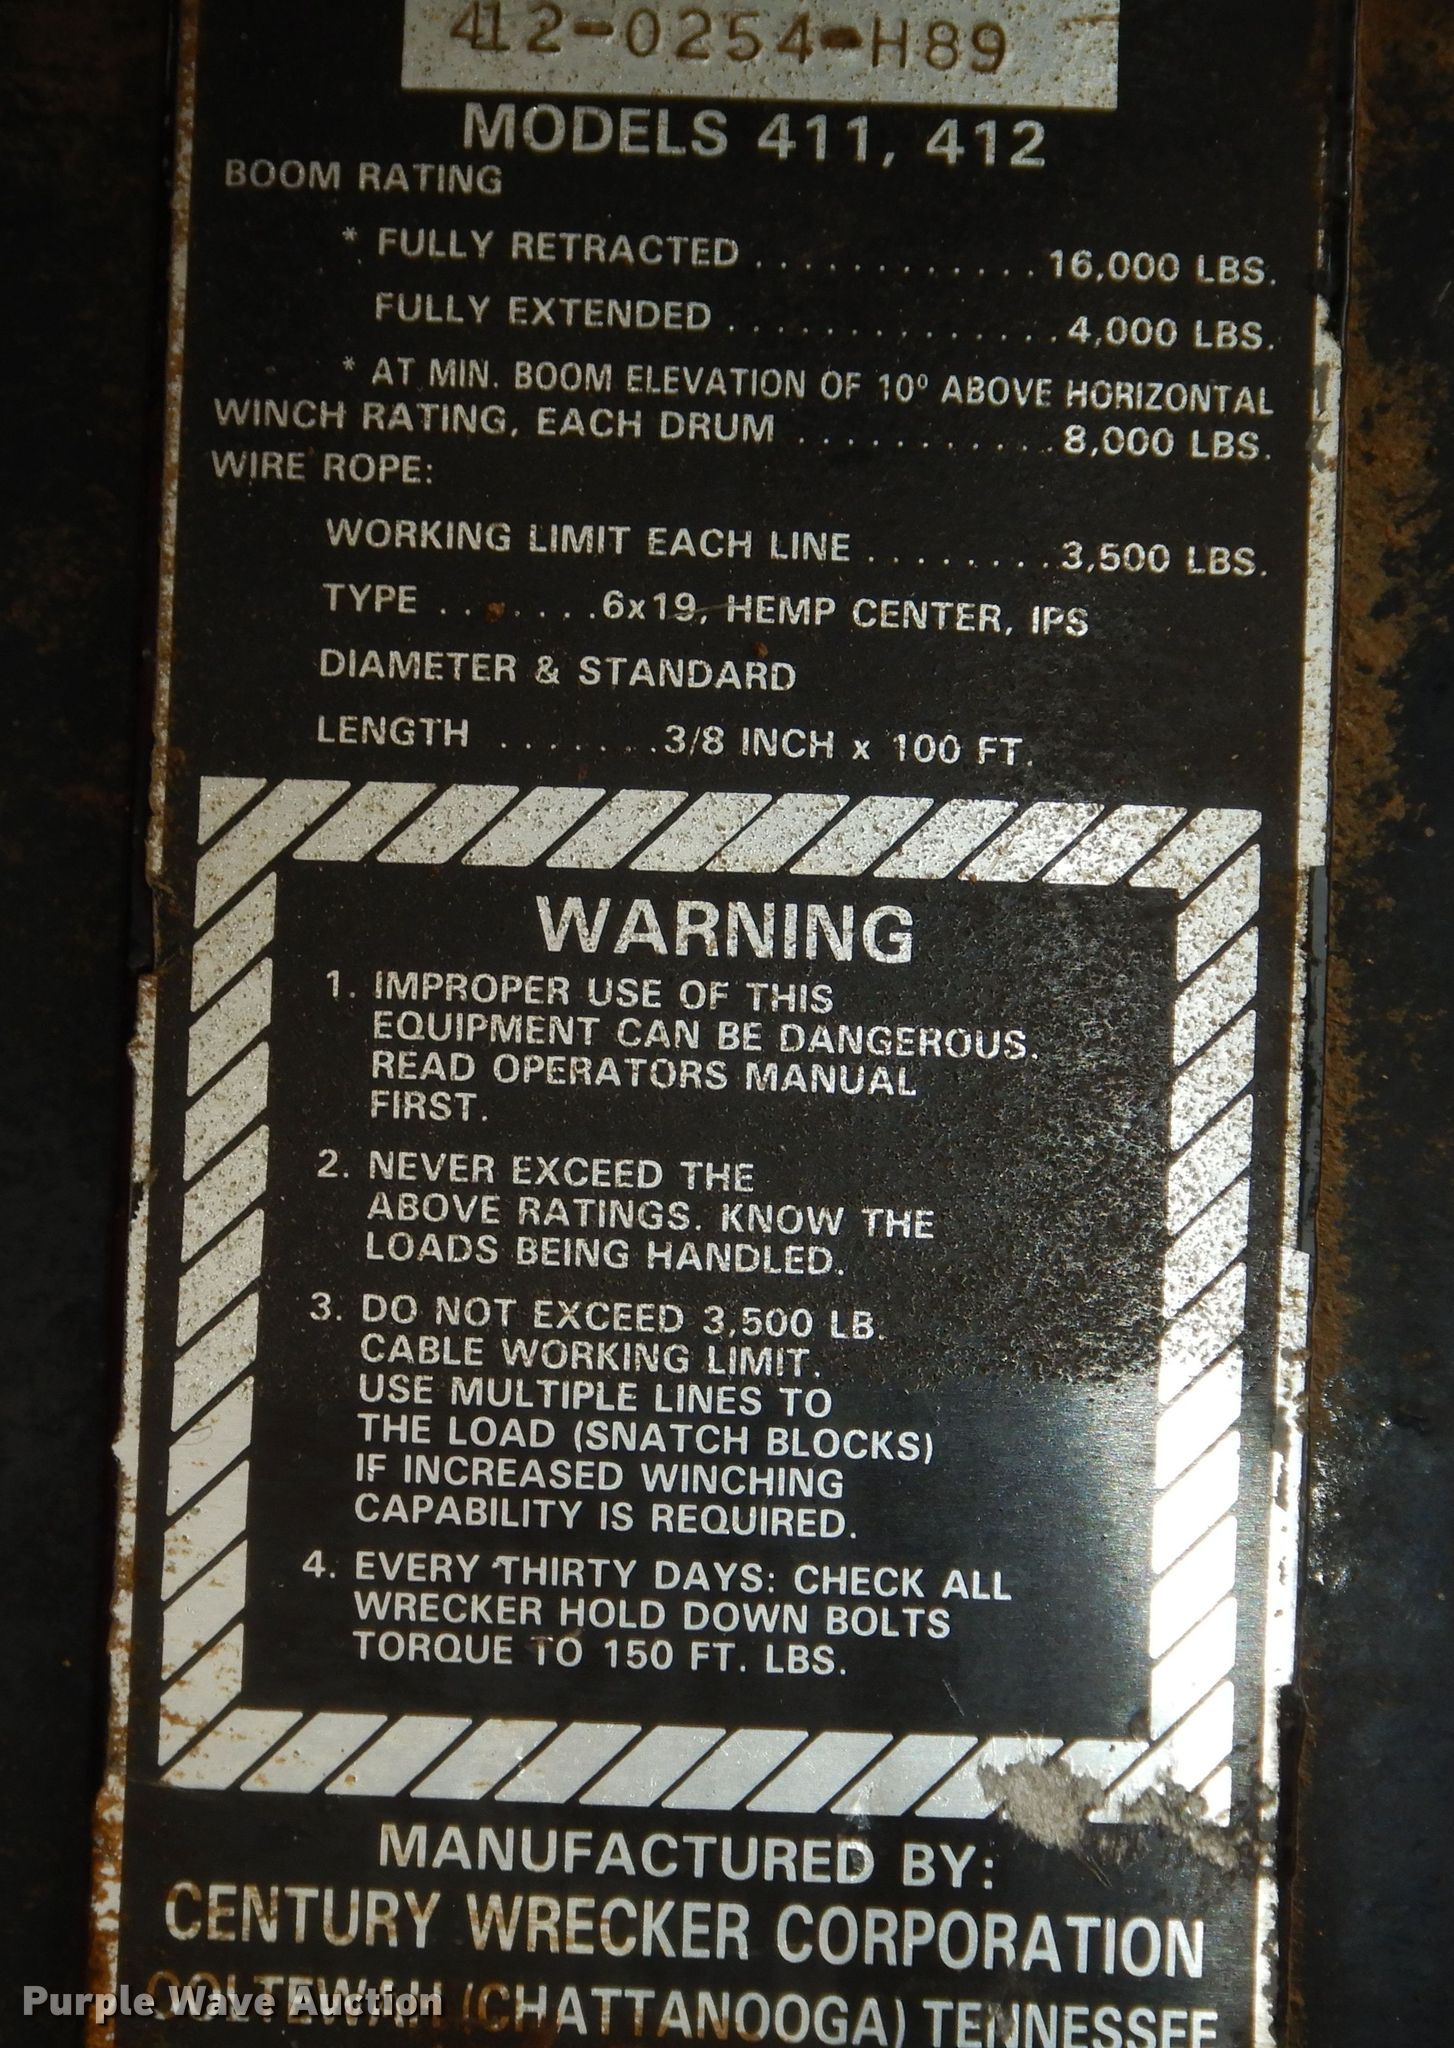 412-0254-H89
MODELS 411, 412
BOOM RATING
* FULLY RETRACTED ............. 16,000 LBS.
FULLY EXTENDED ............... 4,000 LBS.
* AT MIN. BOOM ELEVATION OF 10º ABOVE HORIZONTAL
WINCH RATING, EACH DRUM ............ 8,000 LBS.
WIRE ROPE:
WORKING LIMIT EACH LINE ......... 3,500 LBS.
TYPE ........ 6x19, HEMP CENTER, IPS
DIAMETER & STANDARD
LENGTH ........ 3/8 INCH x 100 FT.
WARNING
1. IMPROPER USE OF THIS
EQUIPMENT CAN BE DANGEROUS.
READ OPERATORS MANUAL
FIRST.
2. NEVER EXCEED THE
ABOVE RATINGS. KNOW THE
LOADS BEING HANDLED.
3. DO NOT EXCEED 3,500 LB.
CABLE WORKING LIMIT.
USE MULTIPLE LINES TO
THE LOAD (SNATCH BLOCKS)
IF INCREASED WINCHING
CAPABILITY IS REQUIRED.
4. EVERY THIRTY DAYS: CHECK ALL
WRECKER HOLD DOWN BOLTS
TORQUE TO 150 FT. LBS.
MANUFACTURED BY:
CENTURY WRECKER CORPORATION
OOLTEWAH (CHATTANOOGA) TENNESSEE
Purple Wave Auction